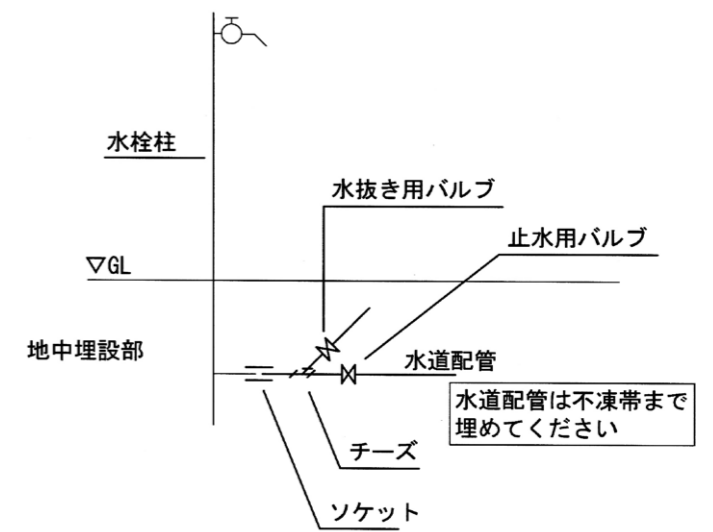 水栓柱
水抜き用バルブ
止水用バルブ
▽GL
地中埋設部
水道配管
水道配管は不凍帯まで
埋めてください
チーズ
ソケット